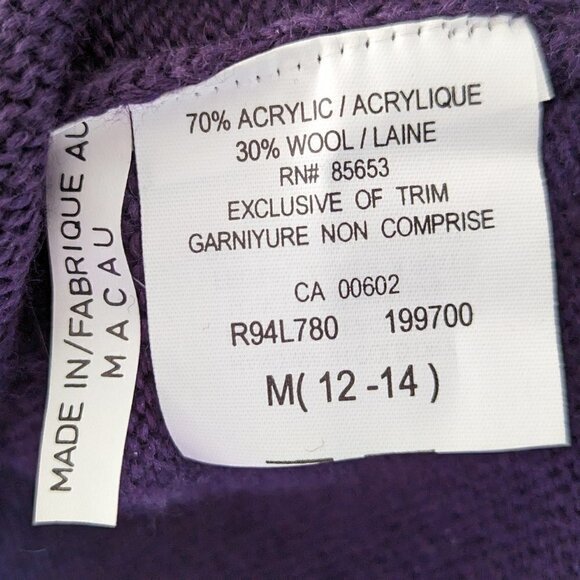 70% ACRYLIC / ACRYLIQUE
30% WOOL / LAINE
RN# 85653
EXCLUSIVE OF TRIM
GARNIYURE NON COMPRISE
CA 00602
R94L780 199700
M( 12 -14 )
MADE IN/FABRIQUE AU
MACAU